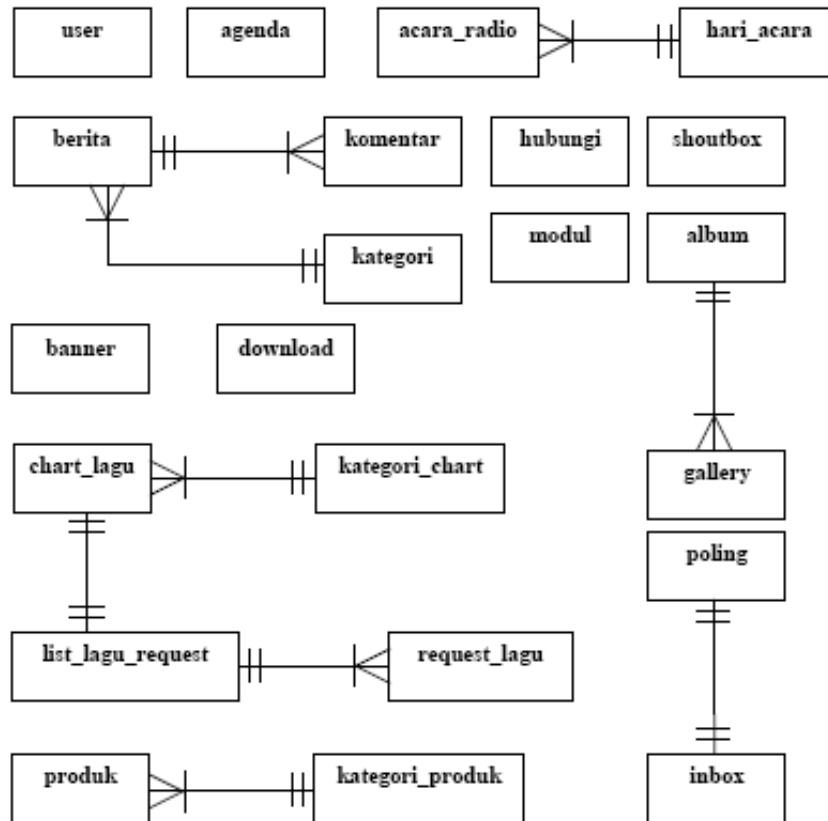 user
agenda
acara_radio
hari_acara
berita
komentar
hubungi
shoutbox
modul
album
kategori
banner
download
chart_lagu
kategori_chart
gallery
poling
list_lagu_request
request_lagu
produk
kategori_produk
inbox